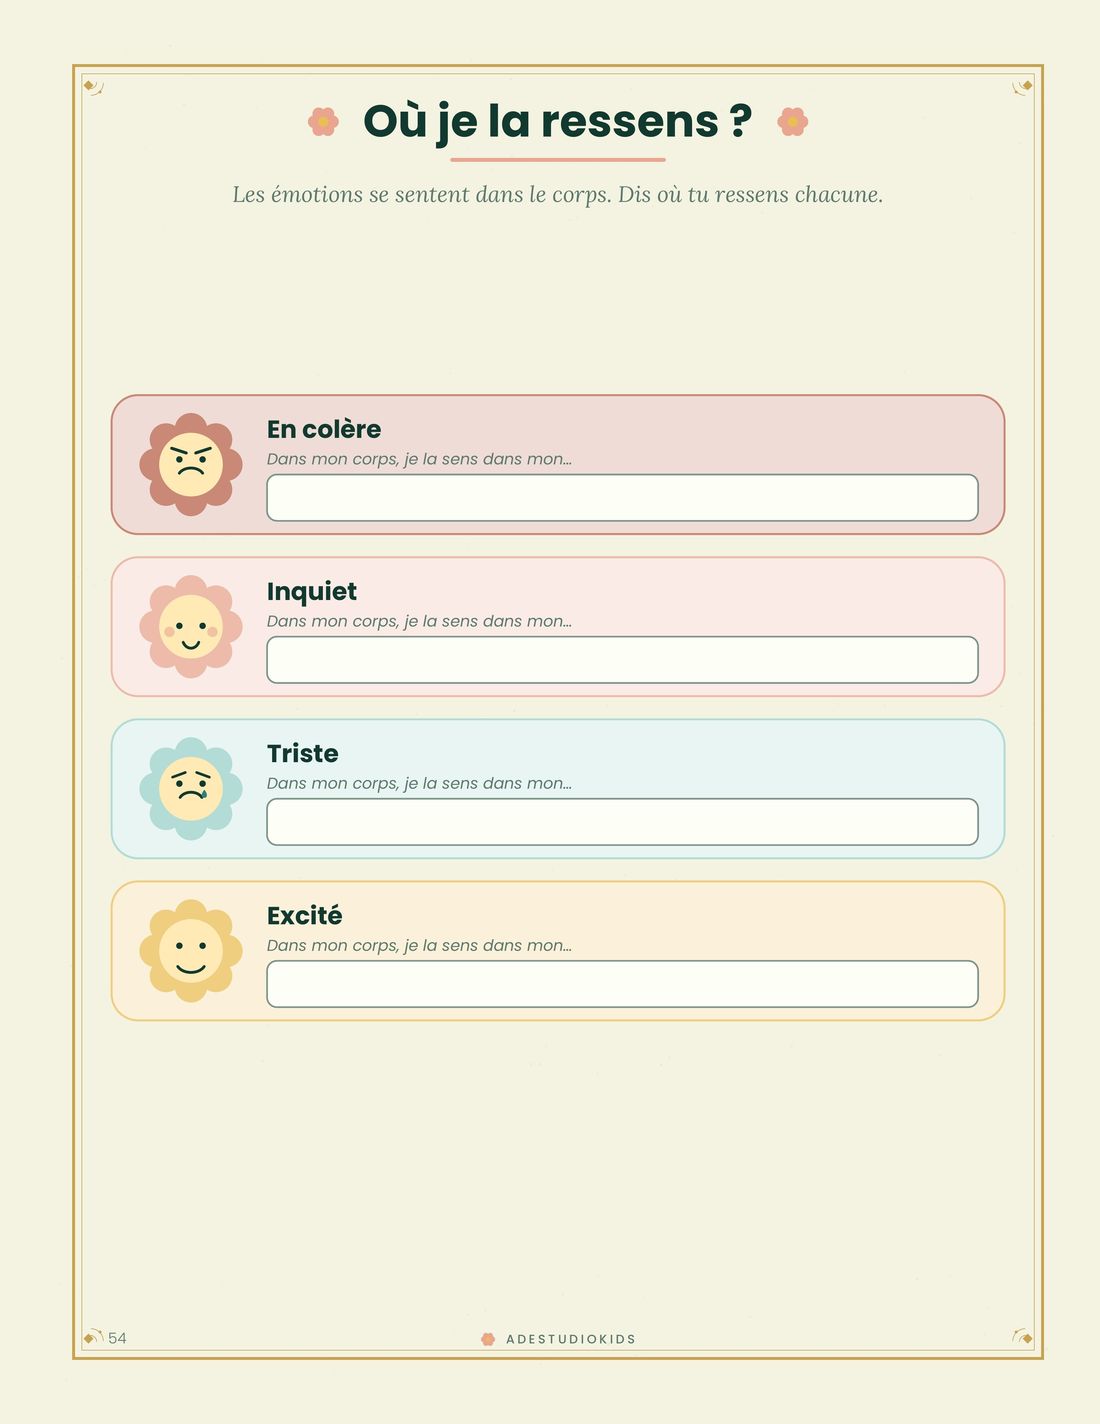 Où je la ressens ?
Les émotions se sentent dans le corps. Dis où tu ressens chacune.
En colère
Dans mon corps, je la sens dans mon...
Inquiet
Dans mon corps, je la sens dans mon...
Triste
Dans mon corps, je la sens dans mon...
Excité
Dans mon corps, je la sens dans mon...
54
ADESTUDIOKIDS